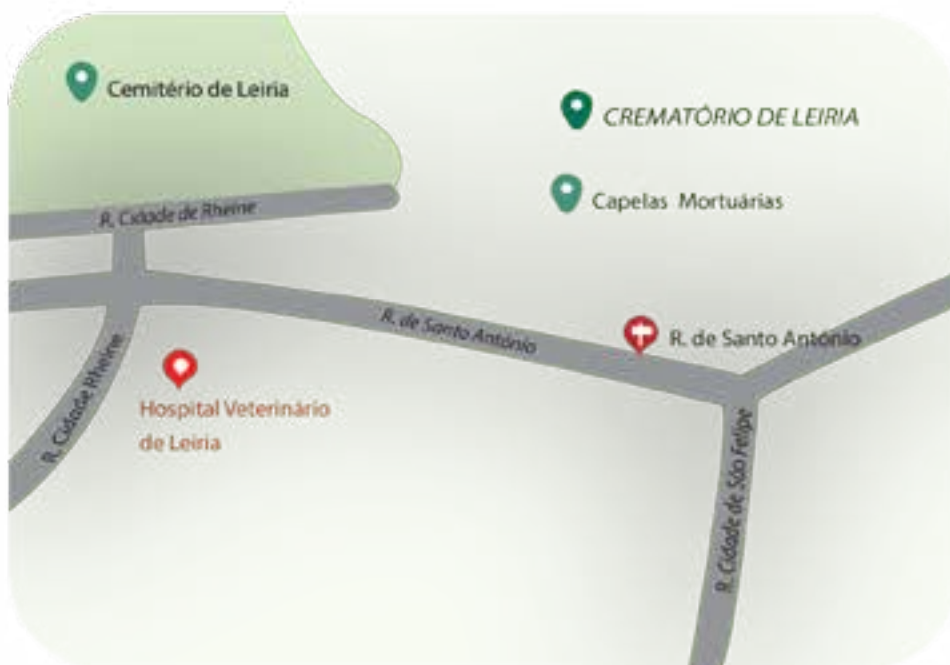 Cemitério de Leiria
CREMATÓRIO DE LEIRIA
Capelas Mortuárias
R. Cidade de Rheine
R. de Santo António
R. de Santo António
R. Cidade Rheine
Hospital Veterinário
de Leiria
R. Cidade de São Felipe